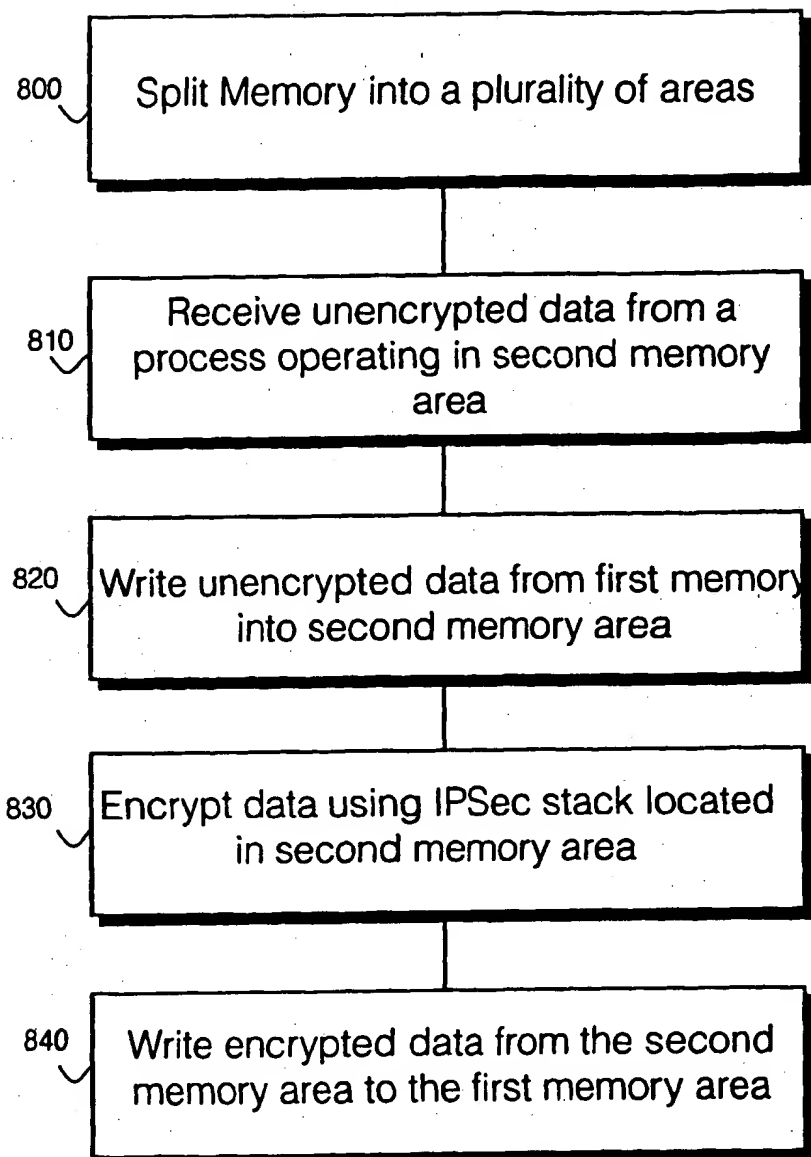 800
Split Memory into a plurality of areas
810
Receive unencrypted data from a
process operating in second memory
area
820
Write unencrypted data from first memory
into second memory area
830
Encrypt data using IPSec stack located
in second memory area
840
Write encrypted data from the second
memory area to the first memory area